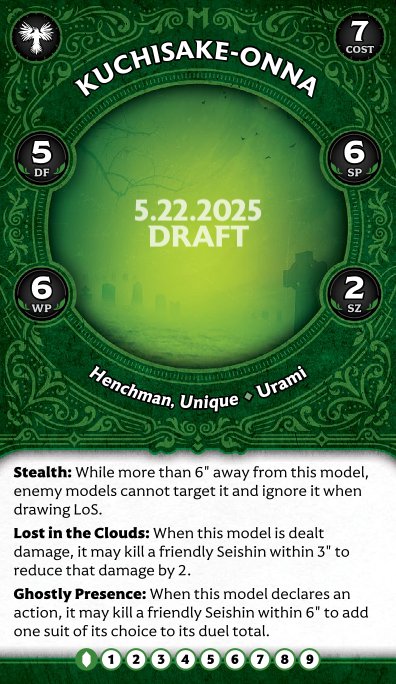 KUCHISAKE-ONNA
7
COST
5
DF
6
SP
5.22.2025
DRAFT
6
WP
2
SZ
Henchman, Unique ◆ Urami
Stealth: While more than 6" away from this model,
enemy models cannot target it and ignore it when
drawing LoS.
Lost in the Clouds: When this model is dealt
damage, it may kill a friendly Seishin within 3" to
reduce that damage by 2.
Ghostly Presence: When this model declares an
action, it may kill a friendly Seishin within 6" to add
one suit of its choice to its duel total.
1 2 3 4 5 6 7 8 9